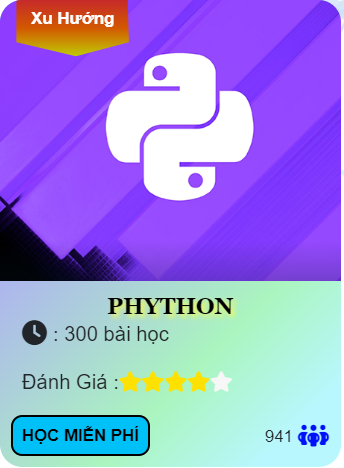 Xu Hướng
PHYTHON
: 300 bài học
Đánh Giá :
HỌC MIỄN PHÍ
941